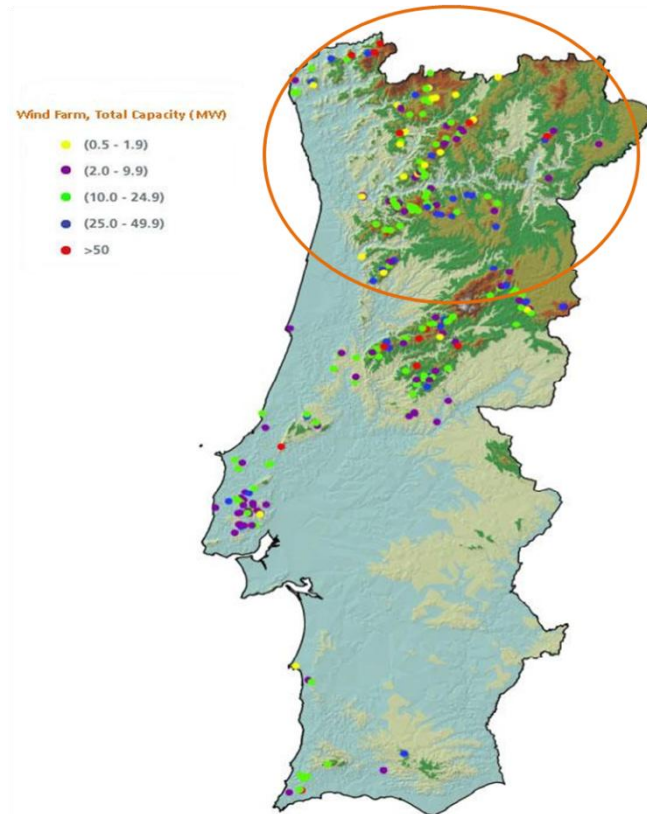 Wind Farm, Total Capacity (MW)
(0.5 - 1.9)
(2.0 - 9.9)
(10.0 - 24.9)
(25.0 - 49.9)
>50